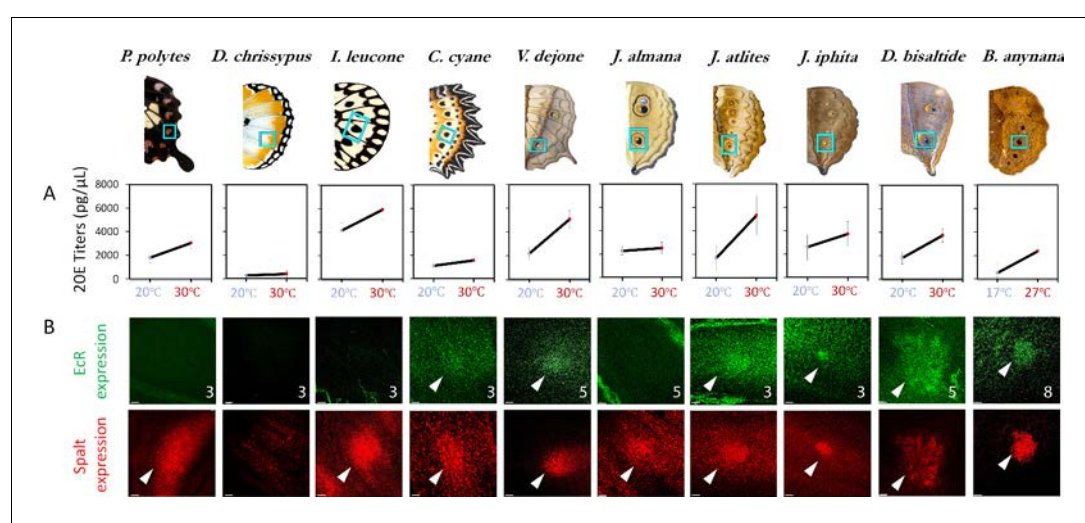 P. polytes D. chrissypus I. leucone C. cyane V. dejone J. almana J. atlites J. iphita D. bisaltide B. anynana
A
20E Titers (pg/µL)
8000
6000
4000
2000
0
20°C 30°C 20°C 30°C 20°C 30°C 20°C 30°C 20°C 30°C 20°C 30°C 20°C 30°C 20°C 30°C 20°C 30°C 17°C 27°C
B
EcR
expression
3 3 3 3 5 5 3 3 5 8
Spalt
expression